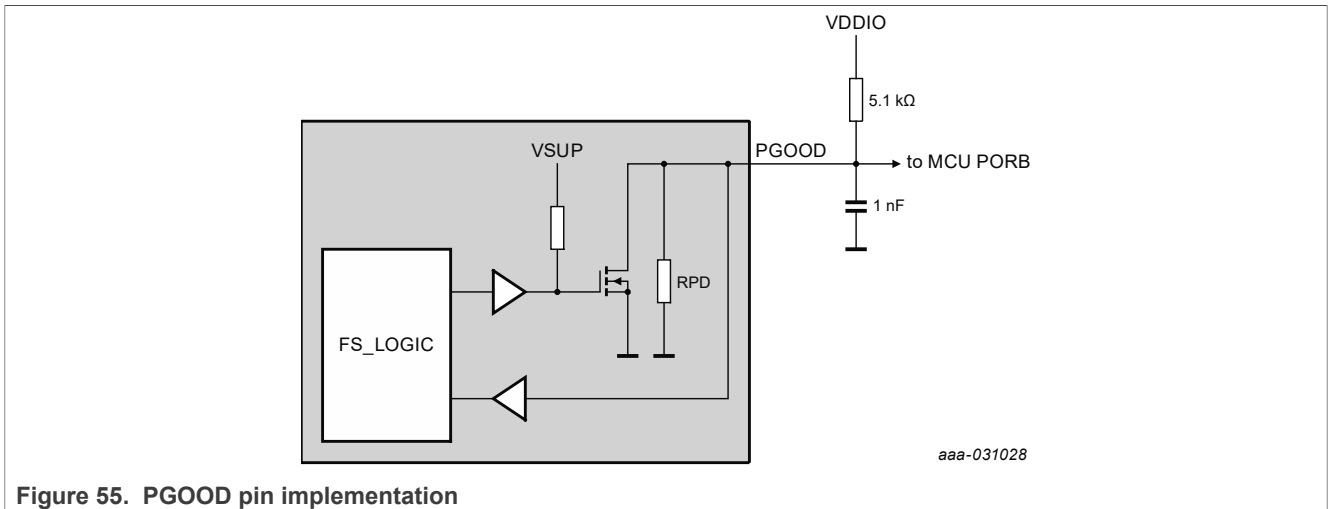 VDDIO
5.1 kΩ
VSUP
PGOOD
to MCU PORB
1 nF
RPD
FS_LOGIC
aaa-031028
Figure 55. PGOOD pin implementation